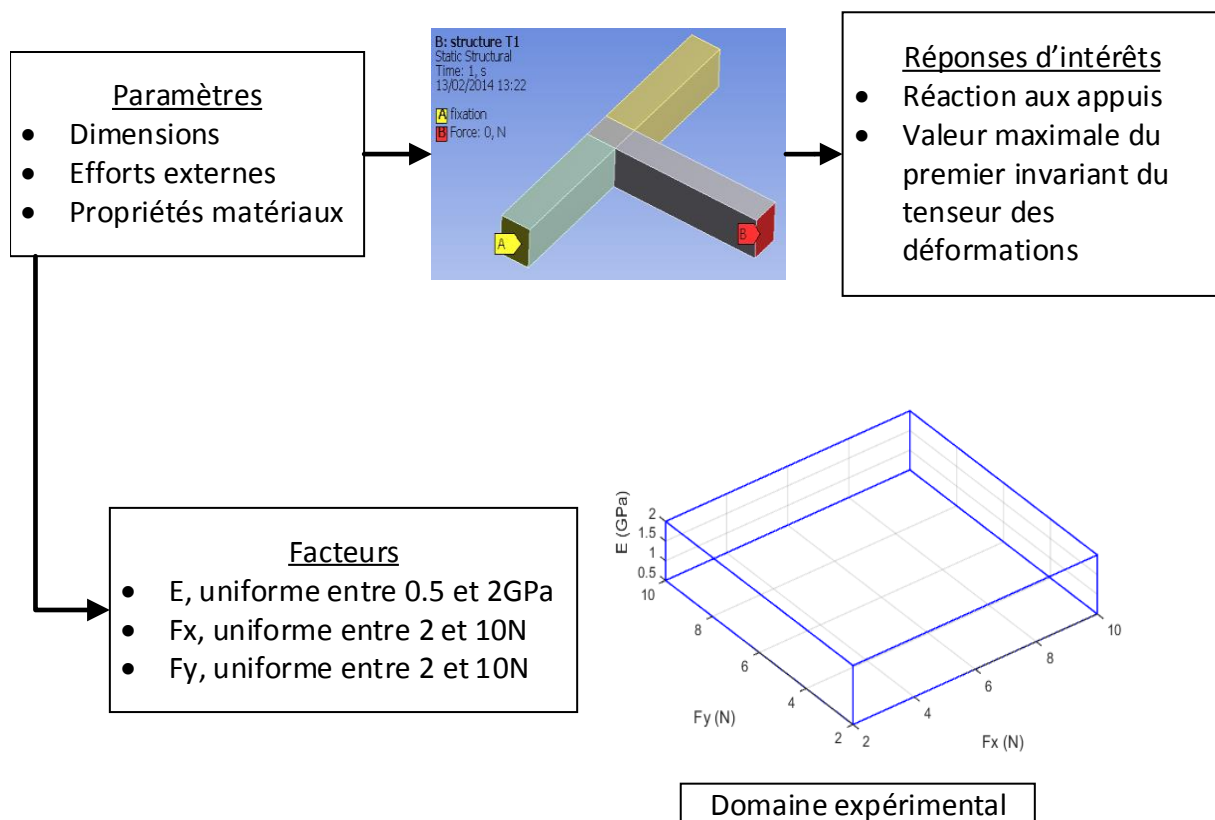 Paramètres
• Dimensions
• Efforts externes
• Propriétés matériaux
B: structure T1
Static Structural
Time: 1, s
13/02/2014 13:22
A fixation
B Force: 0, N
A
B
Réponses d’intérêts
• Réaction aux appuis
• Valeur maximale du
premier invariant du
tenseur des
déformations
Facteurs
• E, uniforme entre 0.5 et 2GPa
• Fx, uniforme entre 2 et 10N
• Fy, uniforme entre 2 et 10N
E (GPa)
2
1.5
1
0.5
10
8
6
4
2
Fy (N)
2
4
6
8
10
Fx (N)
Domaine expérimental